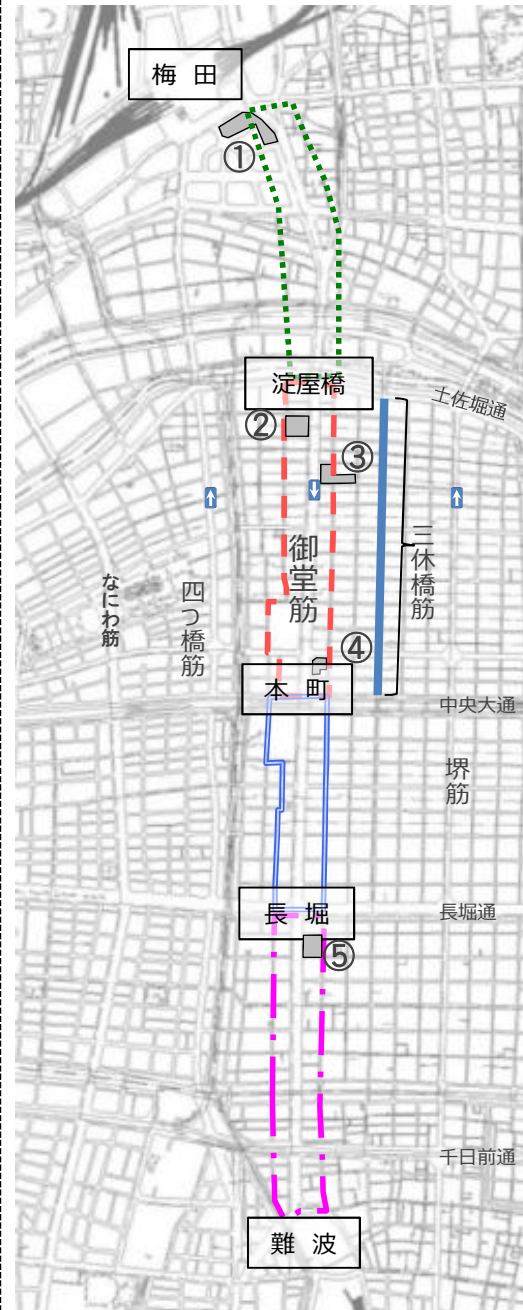 梅田
①
淀屋橋
土佐堀通
②
③
御堂筋
三休橋筋
なにわ筋
四つ橋筋
④
本町
中央大通
堺筋
長堀
長堀通
⑤
千日前通
難波